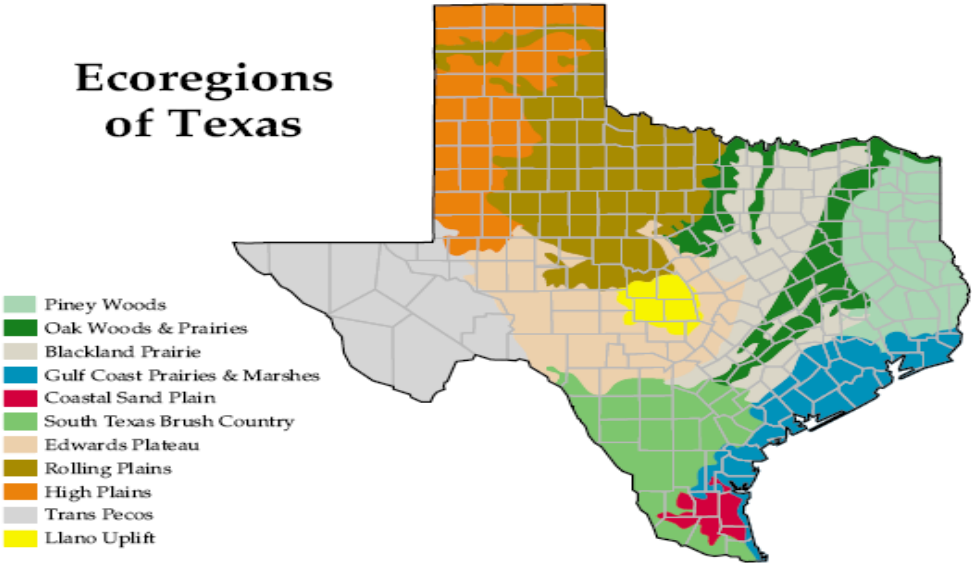 Ecoregions
of Texas
Piney Woods
Oak Woods & Prairies
Blackland Prairie
Gulf Coast Prairies & Marshes
Coastal Sand Plain
South Texas Brush Country
Edwards Plateau
Rolling Plains
High Plains
Trans Pecos
Llano Uplift